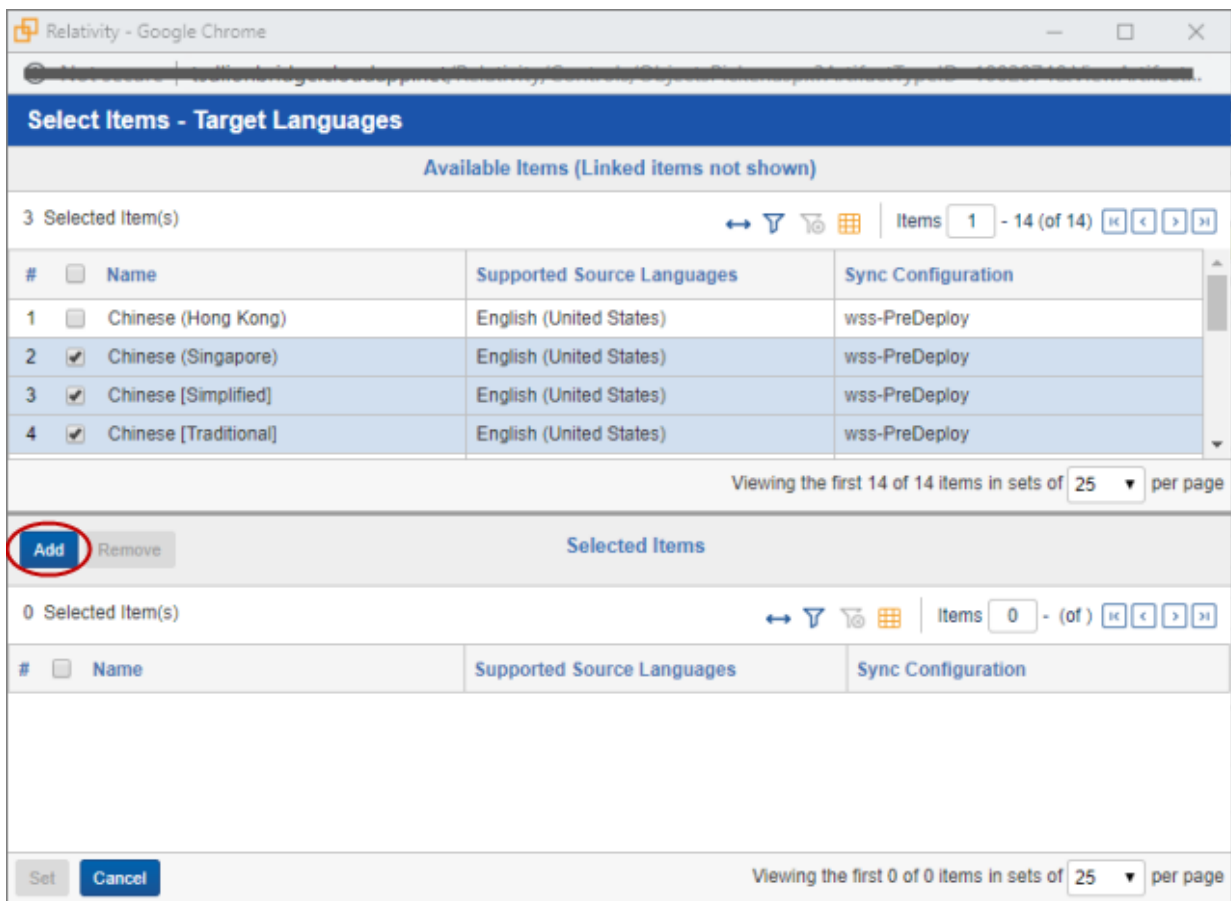 Relativity - Google Chrome
Select Items - Target Languages
Available Items (Linked items not shown)
3 Selected Item(s) Items 1 - 14 (of 14)
# Name Supported Source Languages Sync Configuration
1 Chinese (Hong Kong) English (United States) wss-PreDeploy
2 Chinese (Singapore) English (United States) wss-PreDeploy
3 Chinese [Simplified] English (United States) wss-PreDeploy
4 Chinese [Traditional] English (United States) wss-PreDeploy
Viewing the first 14 of 14 items in sets of 25 per page
Add Remove Selected Items
0 Selected Item(s) Items 0 - (of )
# Name Supported Source Languages Sync Configuration
Set Cancel Viewing the first 0 of 0 items in sets of 25 per page